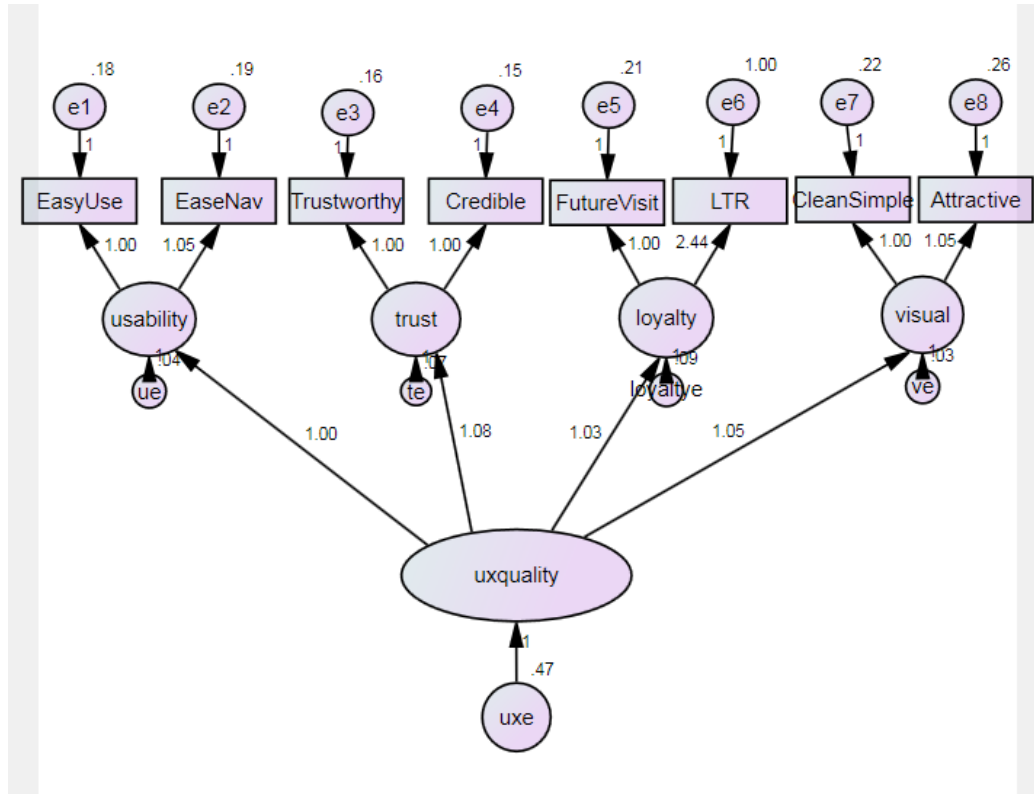 .18 .19 .16 .15 .21 1.00 .22 .26
e1 e2 e3 e4 e5 e6 e7 e8
1 1 1 1 1 1 1 1
EasyUse EaseNav Trustworthy Credible FutureVisit LTR CleanSimple Attractive
1.00 1.05 1.00 1.00 1.00 2.44 1.00 1.05
usability trust loyalty visual
.04 .07 .09 .03
ue te loyaltye ve
1.00 1.08 1.03 1.05
uxquality
1
.47
uxe